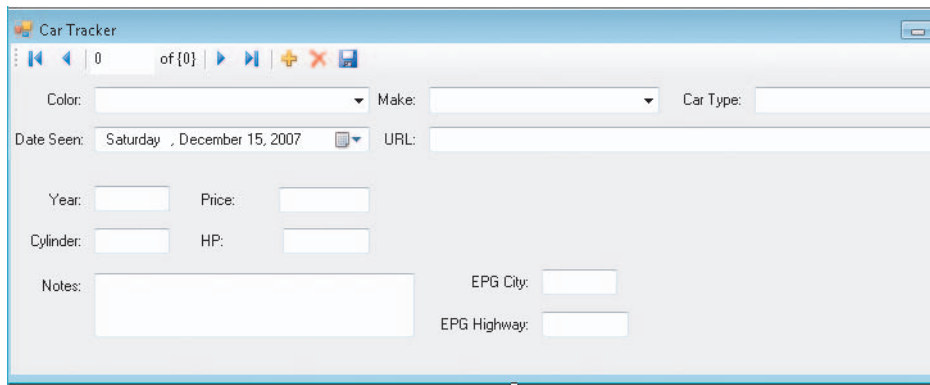 Car Tracker
0 of {0}
Color: Make: Car Type:
Date Seen: Saturday , December 15, 2007 URL:
Year: Price:
Cylinder: HP:
Notes: EPG City:
EPG Highway: